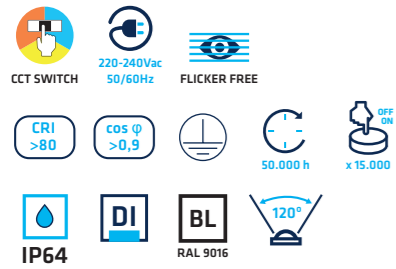 CCT SWITCH
220-240Vac
50/60Hz
FLICKER FREE
CRI
>80
cos φ
>0,9
50.000 h
OFF
ON
x 15.000
IP64
DI
BL
RAL 9016
120°